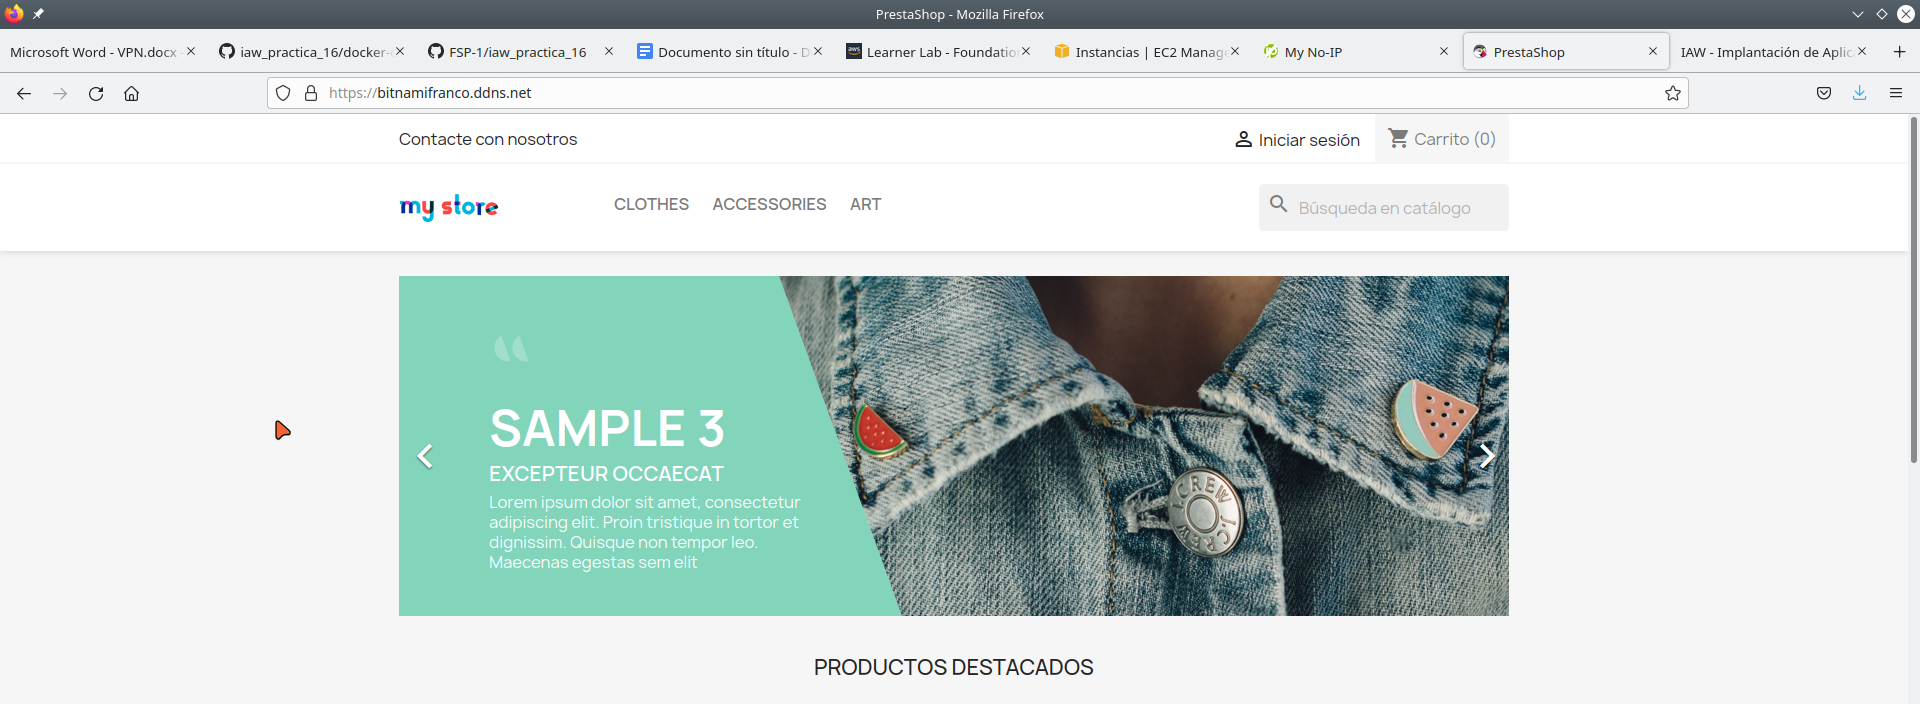 PrestaShop - Mozilla Firefox
Microsoft Word - VPN.docx
iaw_practica_16/docker-
FSP-1/iaw_practica_16
Documento sin título - D
Learner Lab - Foundatio
Instancias | EC2 Manage
My No-IP
PrestaShop
IAW - Implantación de Aplic
https://bitnamifranco.ddns.net
Contacte con nosotros
Iniciar sesión
Carrito (0)
my store
CLOTHES
ACCESSORIES
ART
Búsqueda en catálogo
“
SAMPLE 3
EXCEPTEUR OCCAECAT
Lorem ipsum dolor sit amet, consectetur
adipiscing elit. Proin tristique in tortor et
dignissim. Quisque non tempor leo.
Maecenas egestas sem elit
J.CREW J.CREW
PRODUCTOS DESTACADOS